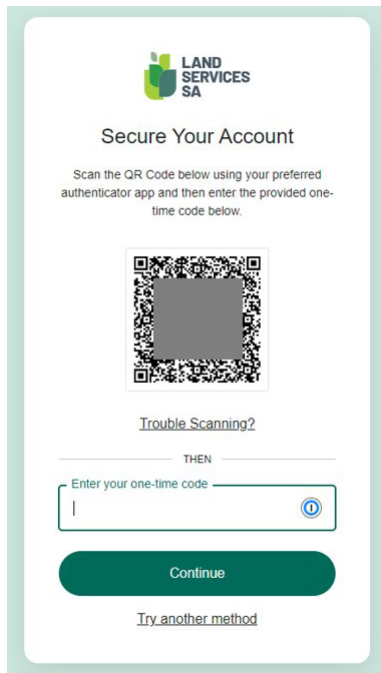 LAND
SERVICES
SA
Secure Your Account
Scan the QR Code below using your preferred
authenticator app and then enter the provided one-
time code below.
Trouble Scanning?
THEN
Enter your one-time code
Continue
Try another method